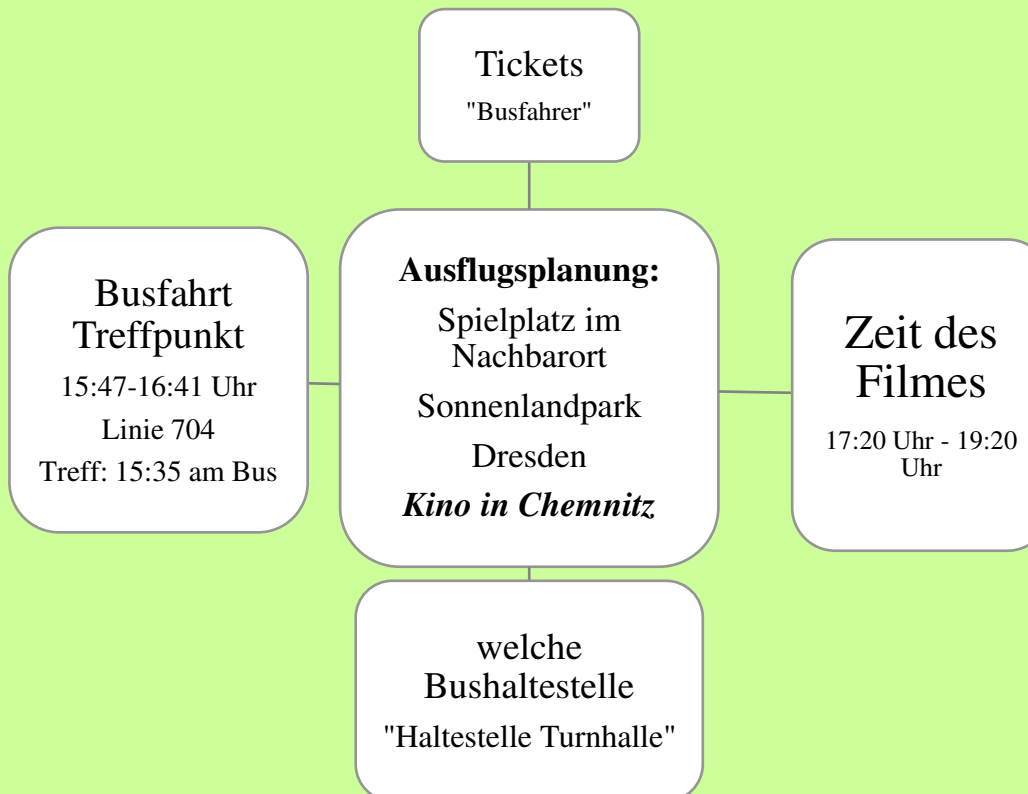 Tickets
"Busfahrer"
Busfahrt
Treffpunkt
15:47-16:41 Uhr
Linie 704
Treff: 15:35 am Bus
Ausflugsplanung:
Spielplatz im
Nachbarort
Sonnenlandpark
Dresden
Kino in Chemnitz
Zeit des
Filmes
17:20 Uhr - 19:20
Uhr
welche
Bushaltestelle
"Haltestelle Turnhalle"